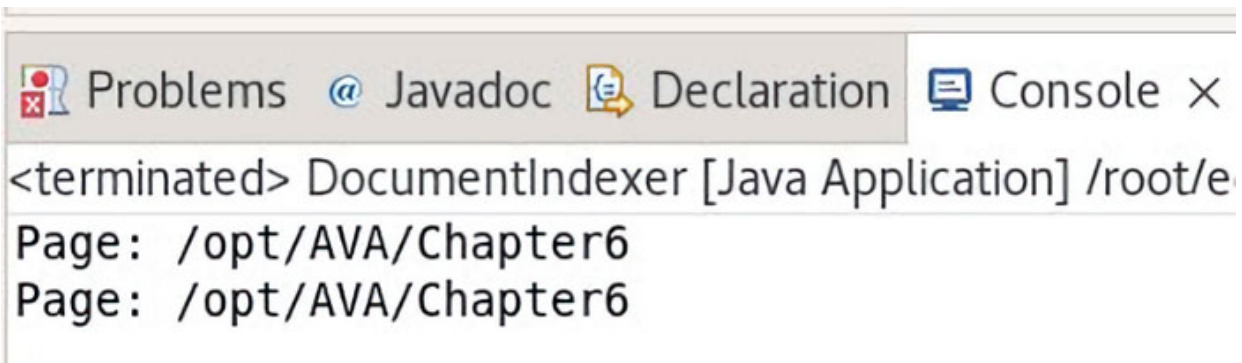 Problems @ Javadoc Declaration Console ×
<terminated> DocumentIndexer [Java Application] /root/e
Page: /opt/AVA/Chapter6
Page: /opt/AVA/Chapter6